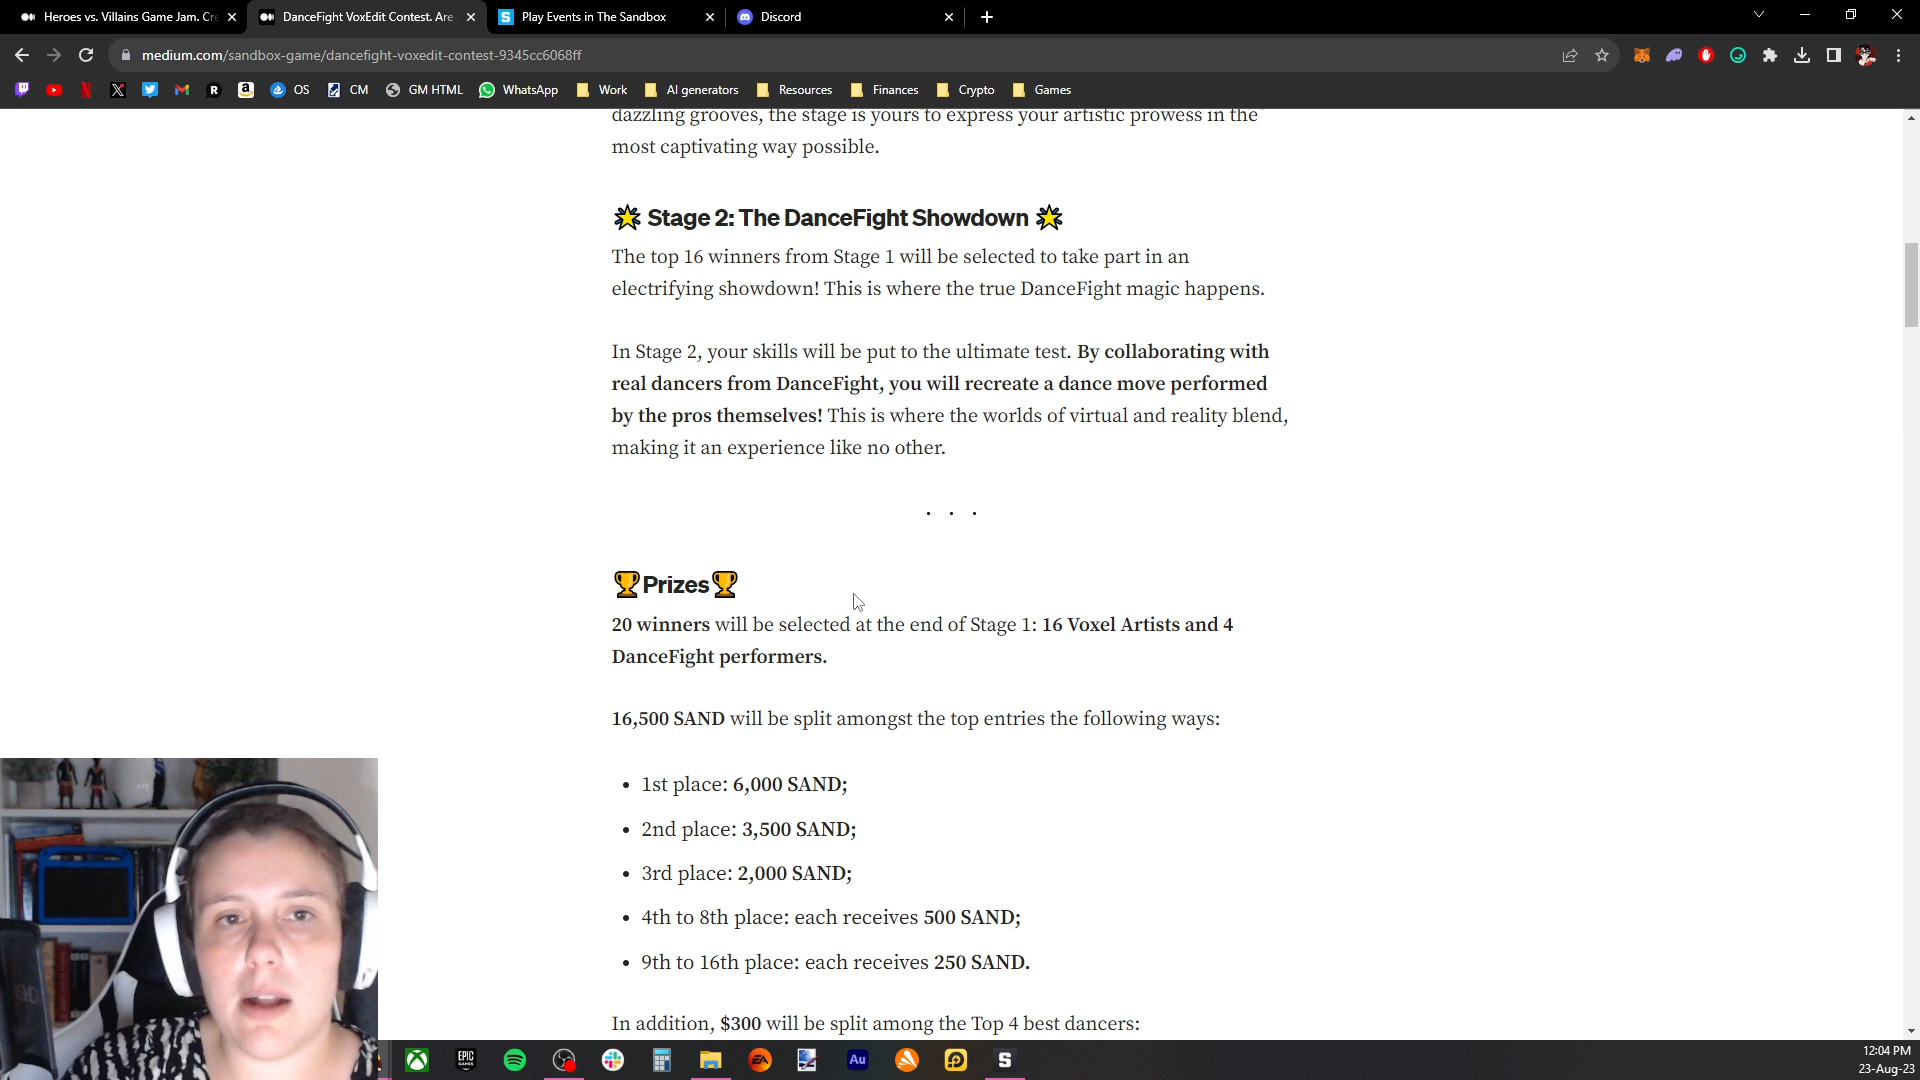 Heroes vs. Villains Game Jam. Cre
DanceFight VoxEdit Contest. Are
Play Events in The Sandbox
Discord
medium.com/sandbox-game/dancefight-voxedit-contest-9345cc6068ff
OS
CM
GM HTML
WhatsApp
Work
AI generators
Resources
Finances
Crypto
Games
dazzling grooves, the stage is yours to express your artistic prowess in the
most captivating way possible.
🌟 Stage 2: The DanceFight Showdown 🌟
The top 16 winners from Stage 1 will be selected to take part in an
electrifying showdown! This is where the true DanceFight magic happens.
In Stage 2, your skills will be put to the ultimate test. By collaborating with
real dancers from DanceFight, you will recreate a dance move performed
by the pros themselves! This is where the worlds of virtual and reality blend,
making it an experience like no other.
. . .
🏆Prizes🏆
20 winners will be selected at the end of Stage 1: 16 Voxel Artists and 4
DanceFight performers.
16,500 SAND will be split amongst the top entries the following ways:
• 1st place: 6,000 SAND;
• 2nd place: 3,500 SAND;
• 3rd place: 2,000 SAND;
• 4th to 8th place: each receives 500 SAND;
• 9th to 16th place: each receives 250 SAND.
In addition, $300 will be split among the Top 4 best dancers:
EPIC
GAMES
EA
Au
S
12:04 PM
23-Aug-23